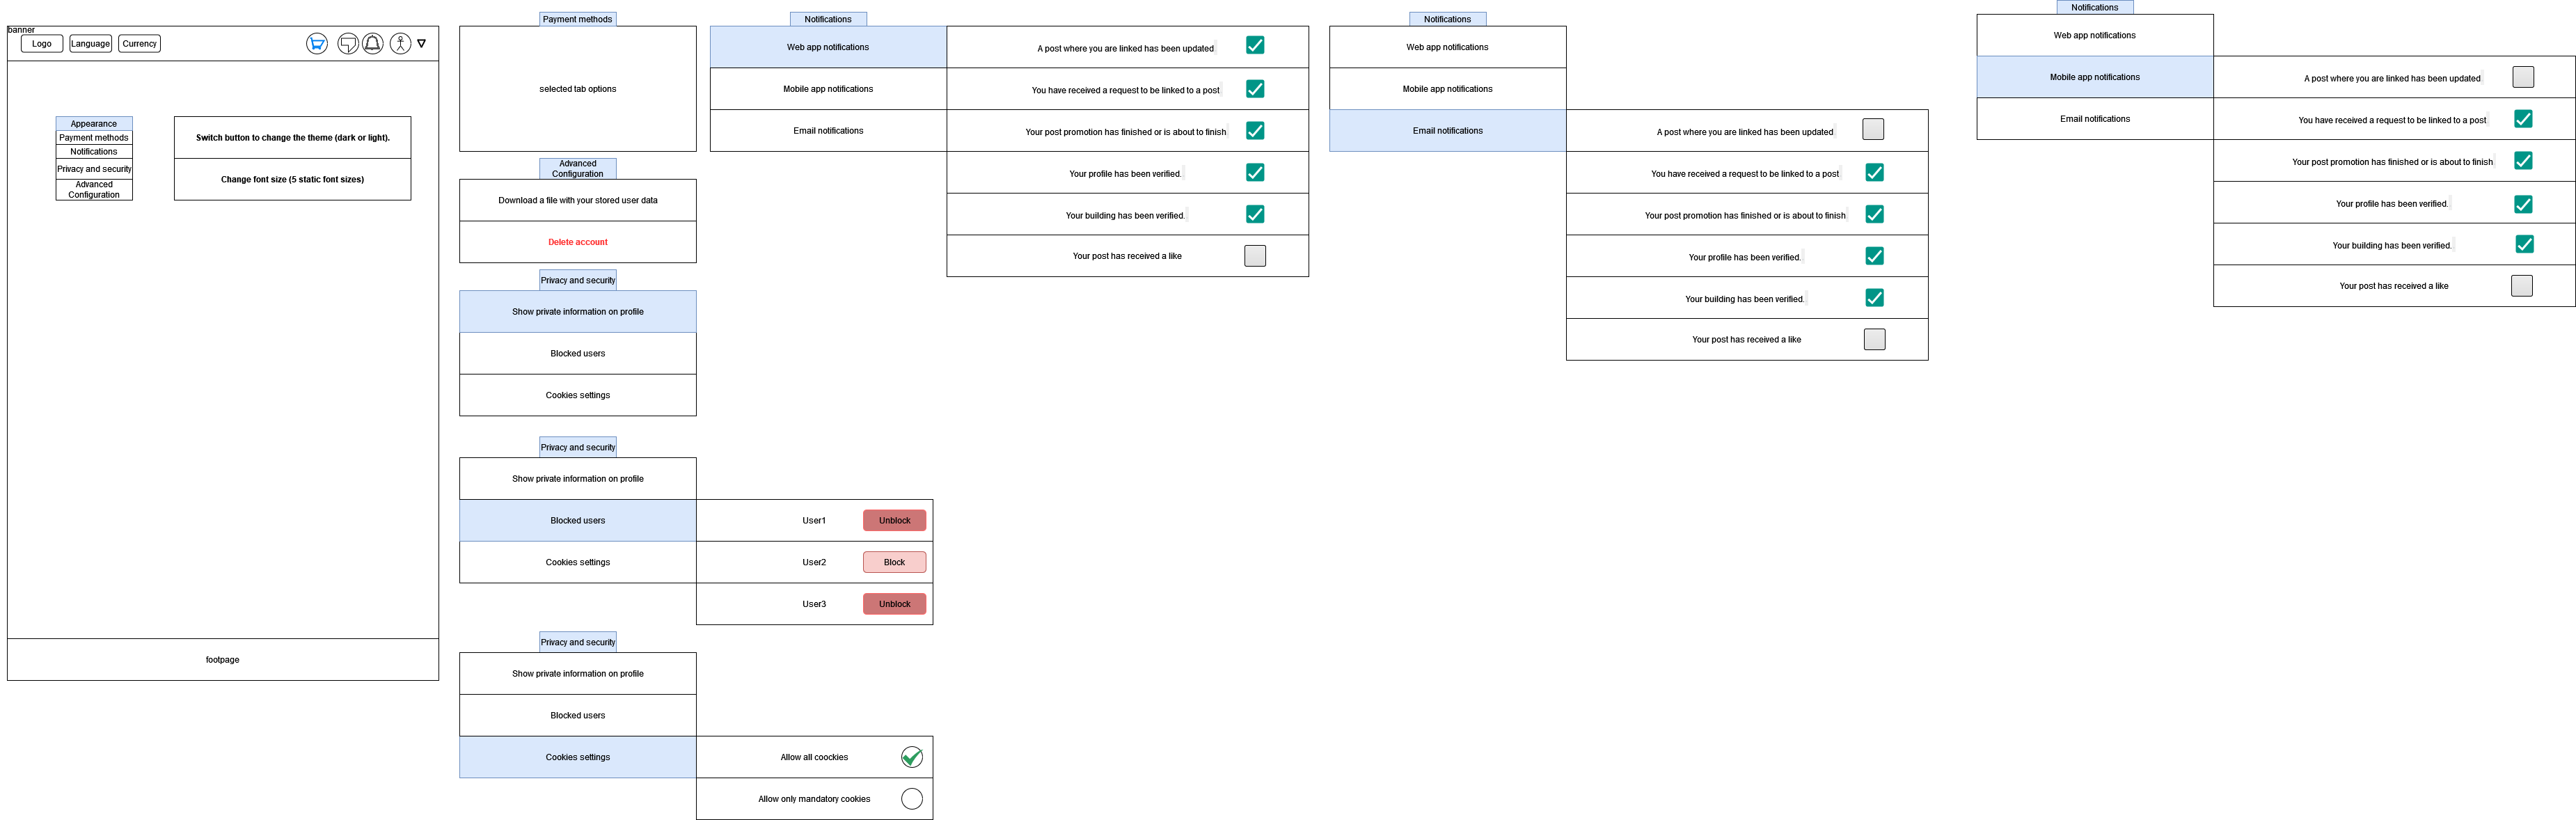 banner
Logo
Language
Currency
Appearance
Payment methods
Notifications
Privacy and security
Advanced
Configuration
Switch button to change the theme (dark or light).
Change font size (5 static font sizes)
footpage
Payment methods
selected tab options
Advanced
Configuration
Download a file with your stored user data
Delete account
Privacy and security
Show private information on profile
Blocked users
Cookies settings
Privacy and security
Show private information on profile
Blocked users
Cookies settings
User1
Unblock
User2
Block
User3
Unblock
Privacy and security
Show private information on profile
Blocked users
Cookies settings
Allow all coockies
Allow only mandatory cookies
Notifications
Web app notifications
Mobile app notifications
Email notifications
A post where you are linked has been updated
You have received a request to be linked to a post
Your post promotion has finished or is about to finish
Your profile has been verified.
Your building has been verified.
Your post has received a like
Notifications
Web app notifications
Mobile app notifications
Email notifications
A post where you are linked has been updated
You have received a request to be linked to a post
Your post promotion has finished or is about to finish
Your profile has been verified.
Your building has been verified.
Your post has received a like
Notifications
Web app notifications
Mobile app notifications
Email notifications
A post where you are linked has been updated
You have received a request to be linked to a post
Your post promotion has finished or is about to finish
Your profile has been verified.
Your building has been verified.
Your post has received a like